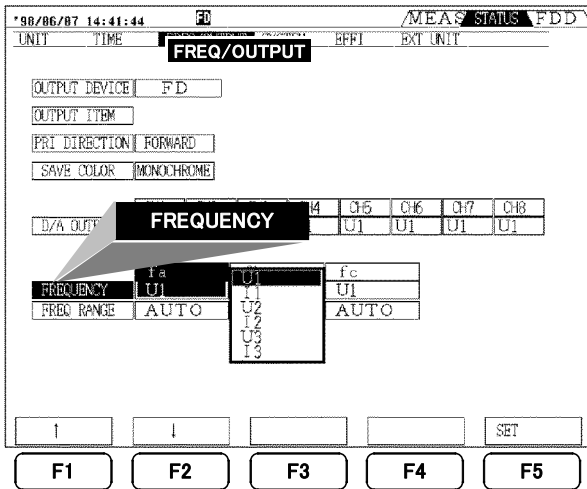 '98/06/07 14:41:44 FD /MEAS STATUS FDD
UNIT TIME FREQ/OUTPUT EFFI EXT UNIT
OUTPUT DEVICE FD
OUTPUT ITEM
PRI DIRECTION FORWARD
SAVE COLOR MONOCHROME
CH5 CH6 CH7 CH8
D/A OUT U1 U1 U1 U1
FREQUENCY
fa fc
FREQUENCY U1 U1
FREQ RANGE AUTO AUTO
U1
I1
U2
I2
U3
I3
↑ ↓ SET
F1 F2 F3 F4 F5